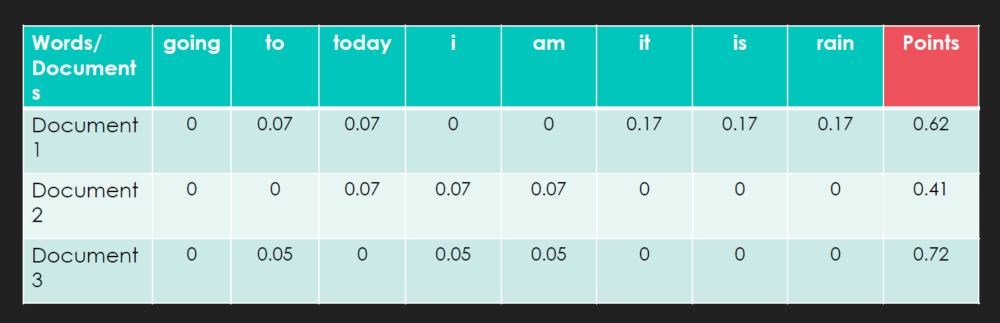 Words/ going to today i am it is rain Points
Document
s
Document 0 0.07 0.07 0 0 0.17 0.17 0.17 0.62
1
Document 0 0 0.07 0.07 0.07 0 0 0 0.41
2
Document 0 0.05 0 0.05 0.05 0 0 0 0.72
3